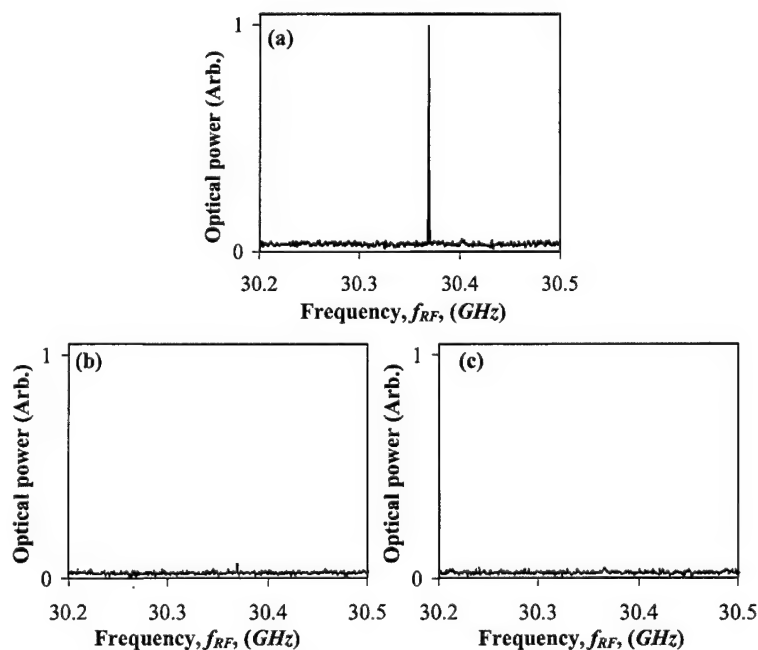 (a)
1
Optical power (Arb.)
0
30.2 30.3 30.4 30.5
Frequency, fRF, (GHz)
(b)
1
Optical power (Arb.)
0
30.2 30.3 30.4 30.5
Frequency, fRF, (GHz)
(c)
1
Optical power (Arb.)
0
30.2 30.3 30.4 30.5
Frequency, fRF, (GHz)